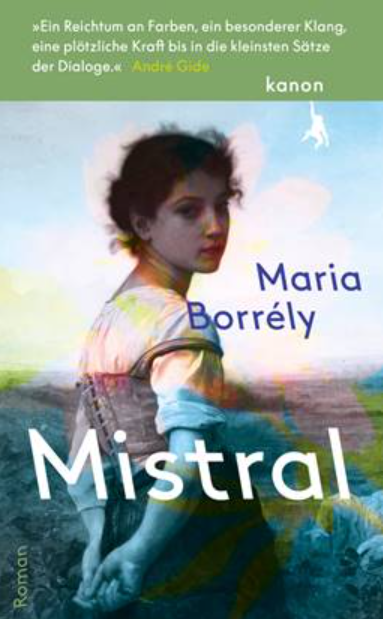 »Ein Reichtum an Farben, ein besonderer Klang,
eine plötzliche Kraft bis in die kleinsten Sätze
der Dialoge.« André Gide
kanon
Maria
Borrély
Mistral
Roman